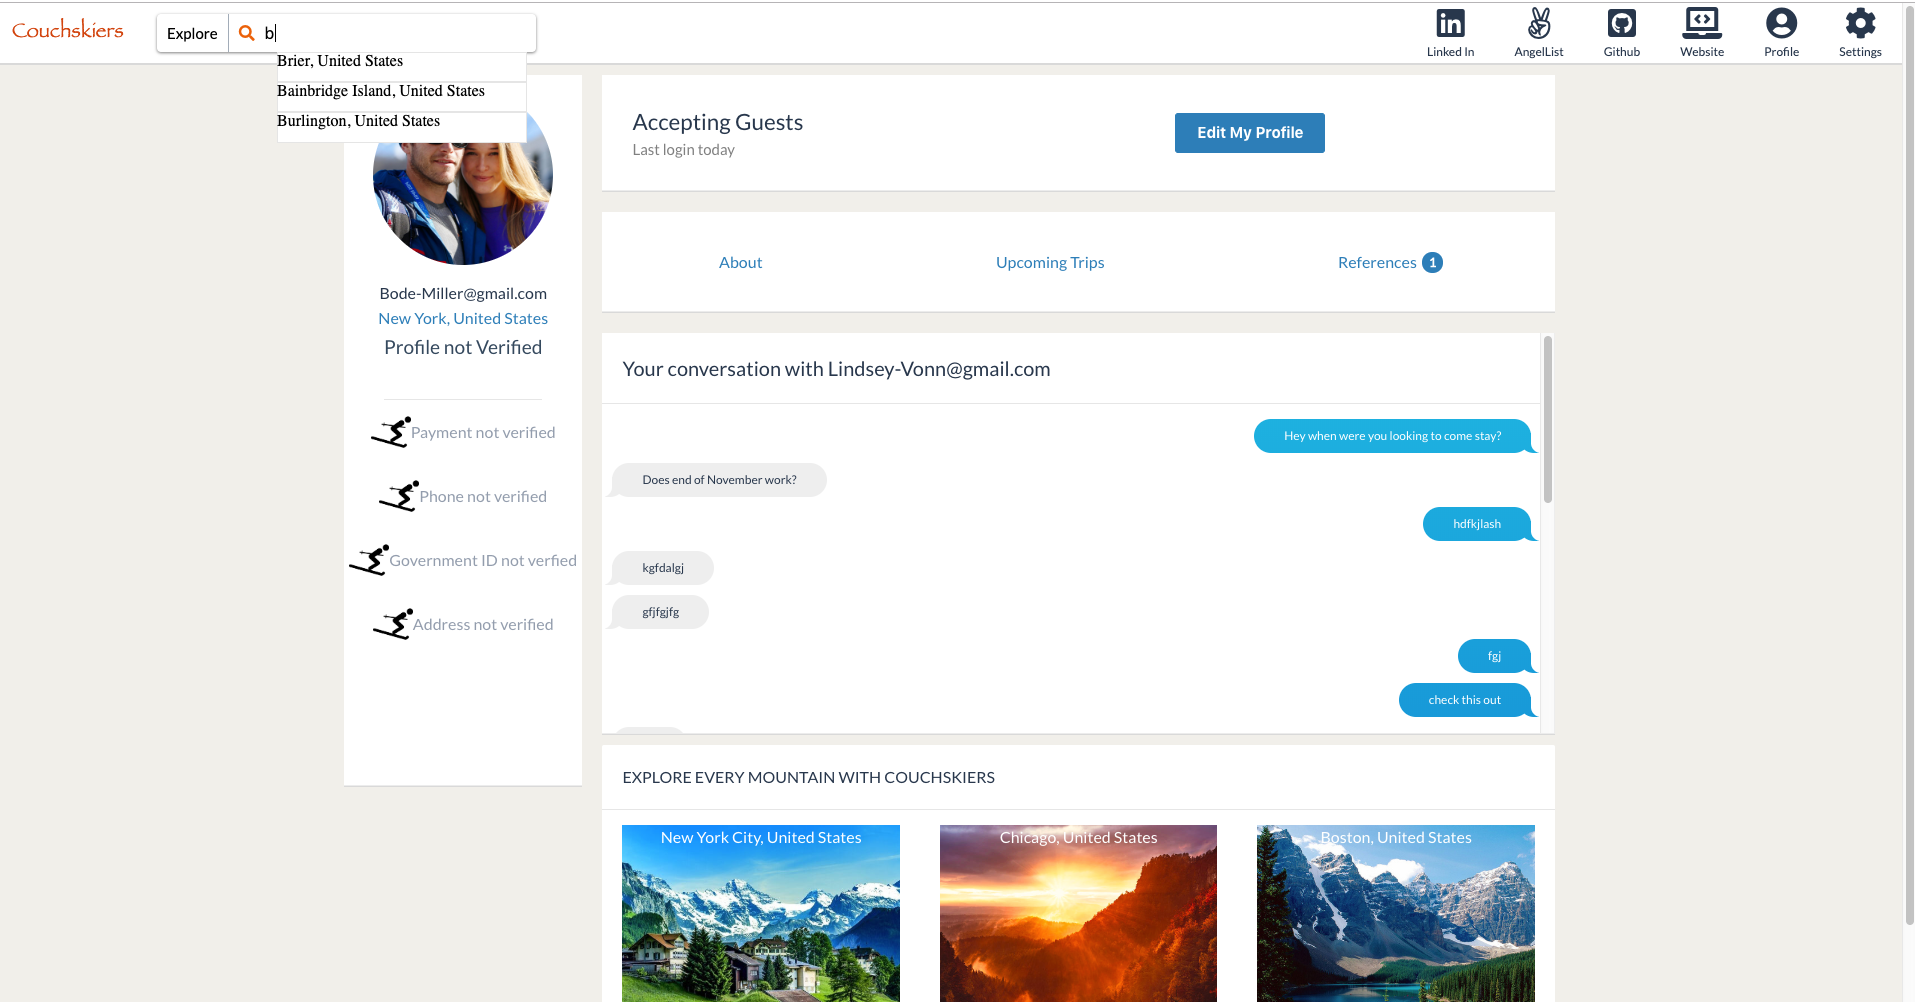 Couchskiers
Explore
b
Brier, United States
Bainbridge Island, United States
Burlington, United States
Linked In
AngelList
Github
Website
Profile
Settings
Bode-Miller@gmail.com
New York, United States
Profile not Verified
Payment not verified
Phone not verified
Government ID not verfied
Address not verified
Accepting Guests
Last login today
Edit My Profile
About
Upcoming Trips
References 1
Your conversation with Lindsey-Vonn@gmail.com
Hey when were you looking to come stay?
Does end of November work?
hdfkjlash
kgfdalgj
gfjfgjfg
fgj
check this out
EXPLORE EVERY MOUNTAIN WITH COUCHSKIERS
New York City, United States
Chicago, United States
Boston, United States